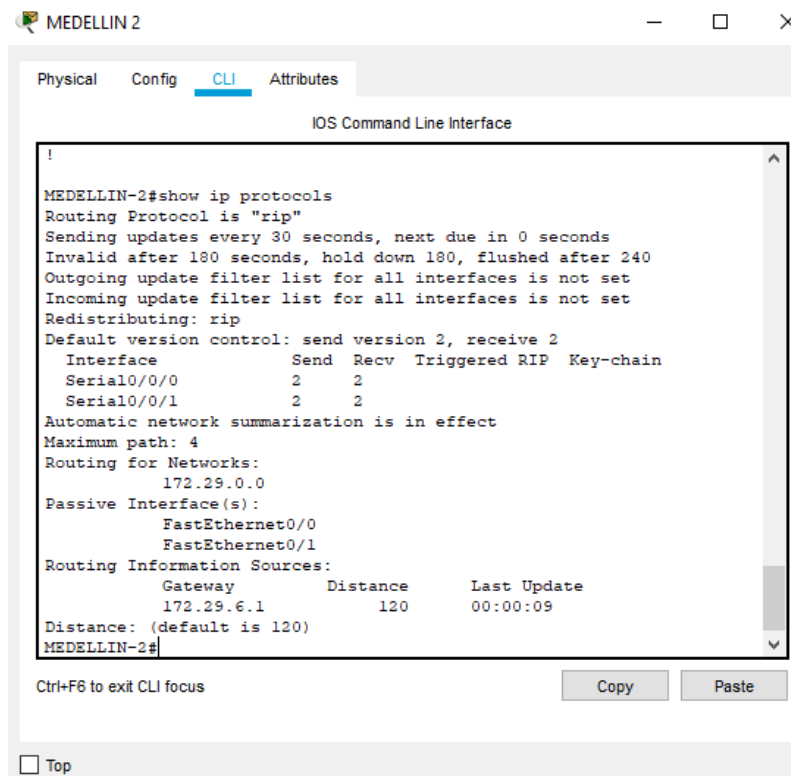 MEDELLIN 2
Physical Config CLI Attributes
IOS Command Line Interface
!
MEDELLIN-2#show ip protocols
Routing Protocol is "rip"
Sending updates every 30 seconds, next due in 0 seconds
Invalid after 180 seconds, hold down 180, flushed after 240
Outgoing update filter list for all interfaces is not set
Incoming update filter list for all interfaces is not set
Redistributing: rip
Default version control: send version 2, receive 2
  Interface             Send  Recv  Triggered RIP  Key-chain
  Serial0/0/0           2     2
  Serial0/0/1           2     2
Automatic network summarization is in effect
Maximum path: 4
Routing for Networks:
            172.29.0.0
Passive Interface(s):
            FastEthernet0/0
            FastEthernet0/1
Routing Information Sources:
            Gateway         Distance      Last Update
            172.29.6.1           120      00:00:09
Distance: (default is 120)
MEDELLIN-2#
Ctrl+F6 to exit CLI focus Copy Paste
Top